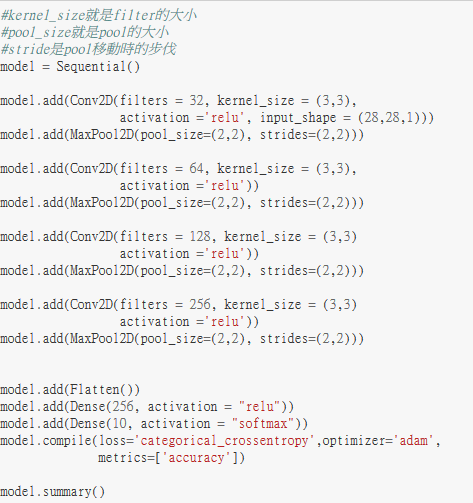 #kernel_size就是filter的大小
#pool_size就是pool的大小
#stride是pool移動時的步伐
model = Sequential()
model.add(Conv2D(filters = 32, kernel_size = (3,3),
activation ='relu', input_shape = (28,28,1)))
model.add(MaxPool2D(pool_size=(2,2), strides=(2,2)))
model.add(Conv2D(filters = 64, kernel_size = (3,3),
activation ='relu'))
model.add(MaxPool2D(pool_size=(2,2), strides=(2,2)))
model.add(Conv2D(filters = 128, kernel_size = (3,3)
activation ='relu'))
model.add(MaxPool2D(pool_size=(2,2), strides=(2,2)))
model.add(Conv2D(filters = 256, kernel_size = (3,3)
activation ='relu'))
model.add(MaxPool2D(pool_size=(2,2), strides=(2,2)))
model.add(Flatten())
model.add(Dense(256, activation = "relu"))
model.add(Dense(10, activation = "softmax"))
model.compile(loss='categorical_crossentropy',optimizer='adam',
metrics=['accuracy'])
model.summary()